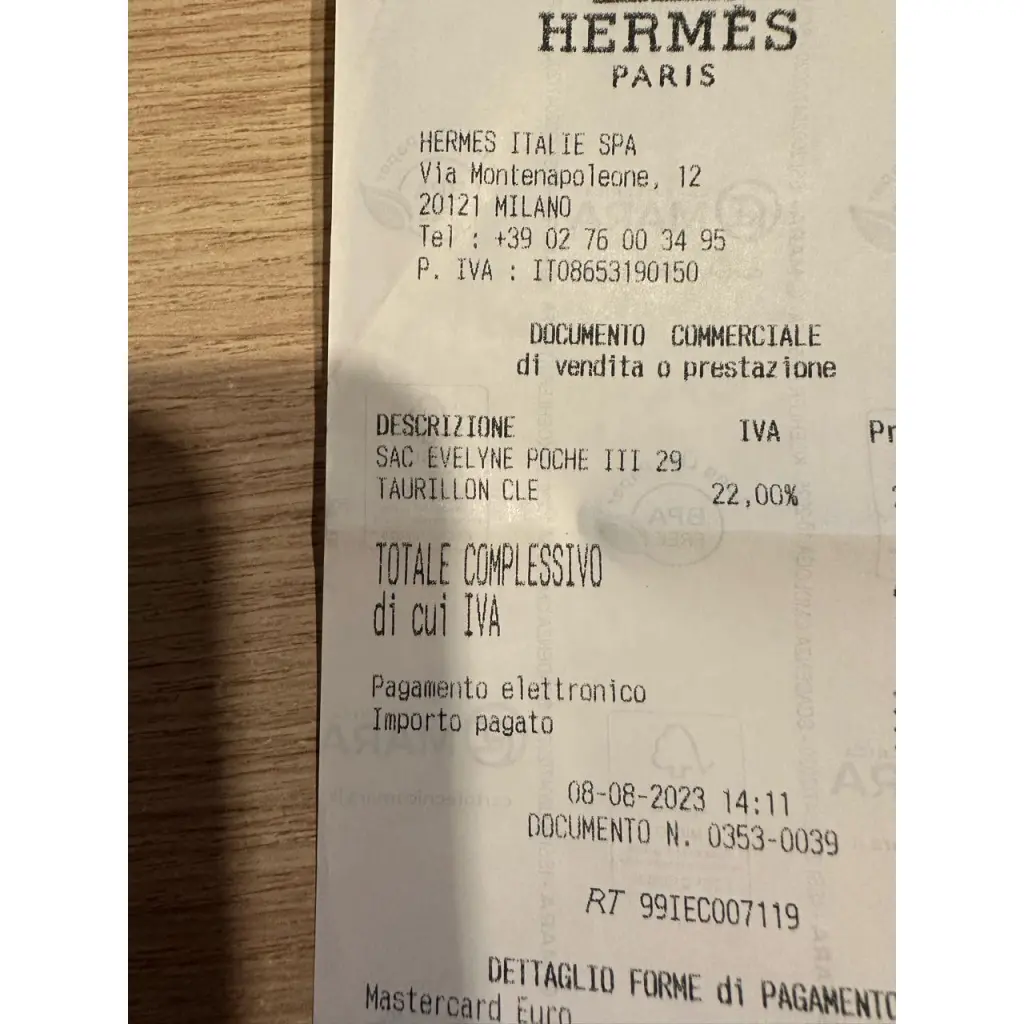 HERMÈS
PARIS
HERMES ITALIE SPA
Via Montenapoleone, 12
20121 MILANO
Tel : +39 02 76 00 34 95
P. IVA : IT08653190150
DOCUMENTO COMMERCIALE
di vendita o prestazione
DESCRIZIONE IVA Pr
SAC EVELYNE POCHE III 29
TAURILLON CLE 22,00%
TOTALE COMPLESSIVO
di cui IVA
Pagamento elettronico
Importo pagato
08-08-2023 14:11
DOCUMENTO N. 0353-0039
RT 99IEC007119
DETTAGLIO FORME di PAGAMENTO
Mastercard Euro